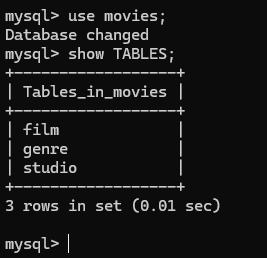 mysql> use movies;
Database changed
mysql> show TABLES;
+------------------+
| Tables_in_movies |
+------------------+
| film             |
| genre            |
| studio           |
+------------------+
3 rows in set (0.01 sec)
mysql>